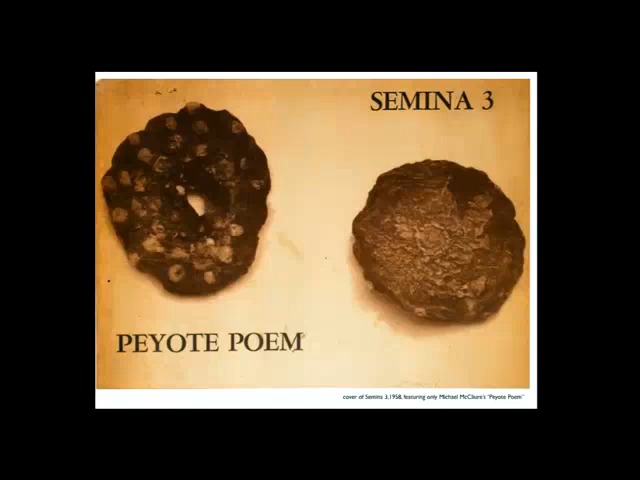 SEMINA 3
PEYOTE POEM
cover of Semina 3,1958, featuring only Michael McClure's "Peyote Poem"